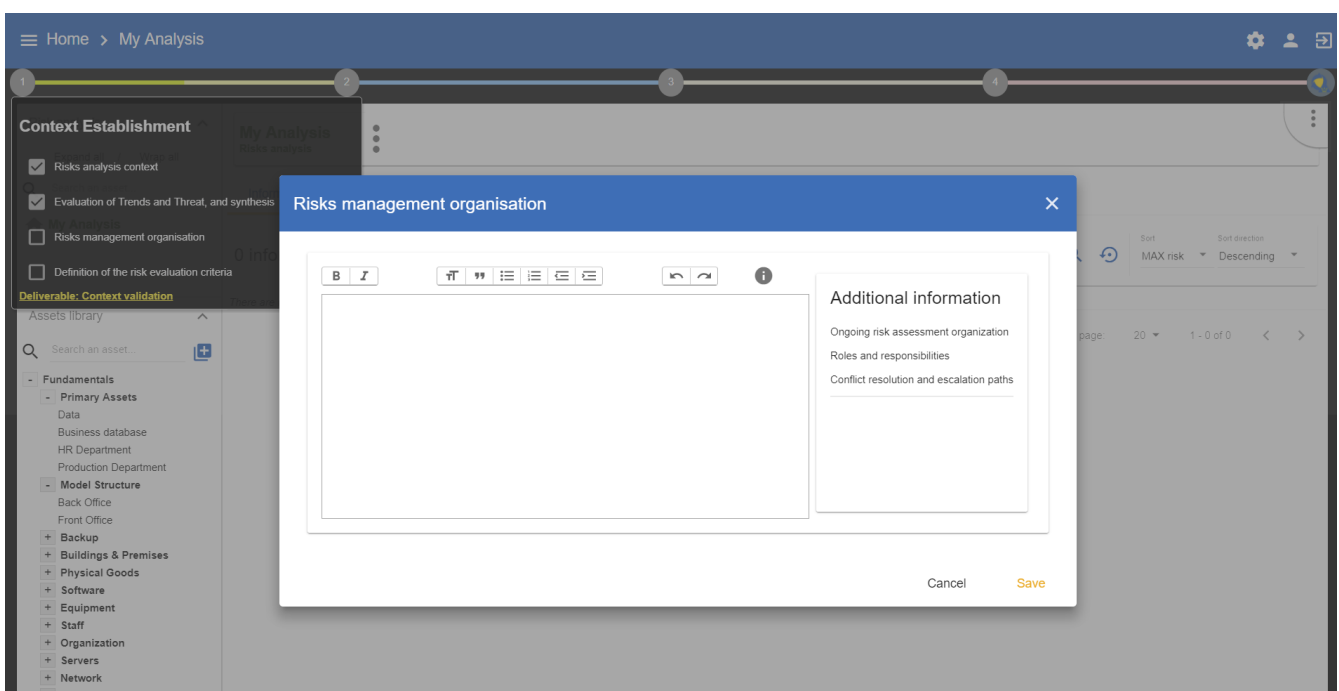 Home > My Analysis
1
2
3
4
Context Establishment
Risks analysis context
Evaluation of Trends and Threat, and synthesis
Risks management organisation
Definition of the risk evaluation criteria
Deliverable: Context validation
My Analysis
Risks analysis
My Analysis
0 Infor
Sort
MAX risk
Sort direction
Descending
page
20
1 - 0 of 0
Risks management organisation
B I
Additional information
Ongoing risk assessment organization
Roles and responsibilities
Conflict resolution and escalation paths
Cancel
Save
Assets library
Search an asset...
- Fundamentals
- Primary Assets
Data
Business database
HR Department
Production Department
- Model Structure
Back Office
Front Office
+ Backup
+ Buildings & Premises
+ Physical Goods
+ Software
+ Equipment
+ Staff
+ Organization
+ Servers
+ Network